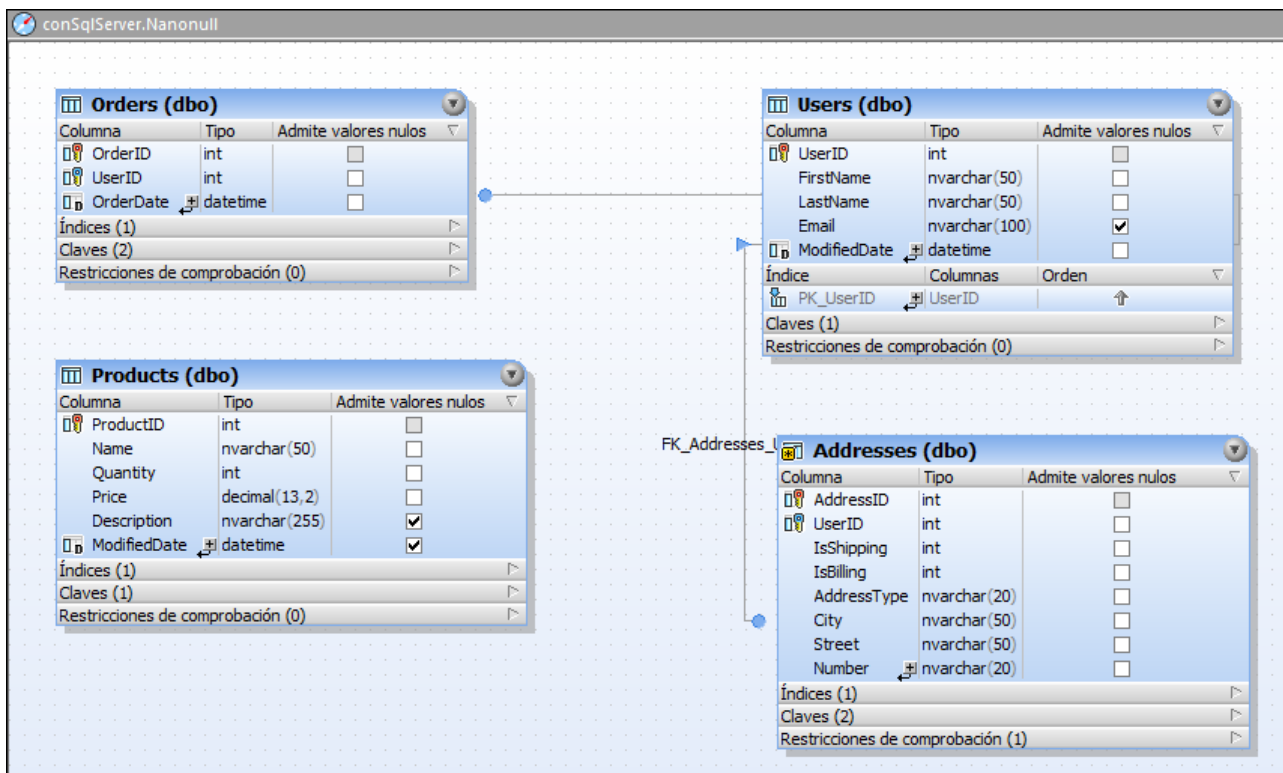 conSqlServer.Nanonull
Orders (dbo)
Columna Tipo Admite valores nulos
OrderID int
UserID int
OrderDate datetime
Índices (1)
Claves (2)
Restricciones de comprobación (0)
Users (dbo)
Columna Tipo Admite valores nulos
UserID int
FirstName nvarchar(50)
LastName nvarchar(50)
Email nvarchar(100)
ModifiedDate datetime
Índice Columnas Orden
PK_UserID UserID
Claves (1)
Restricciones de comprobación (0)
Products (dbo)
Columna Tipo Admite valores nulos
ProductID int
Name nvarchar(50)
Quantity int
Price decimal(13,2)
Description nvarchar(255)
ModifiedDate datetime
Índices (1)
Claves (1)
Restricciones de comprobación (0)
FK_Addresses_
Addresses (dbo)
Columna Tipo Admite valores nulos
AddressID int
UserID int
IsShipping int
IsBilling int
AddressType nvarchar(20)
City nvarchar(50)
Street nvarchar(50)
Number nvarchar(20)
Índices (1)
Claves (2)
Restricciones de comprobación (1)